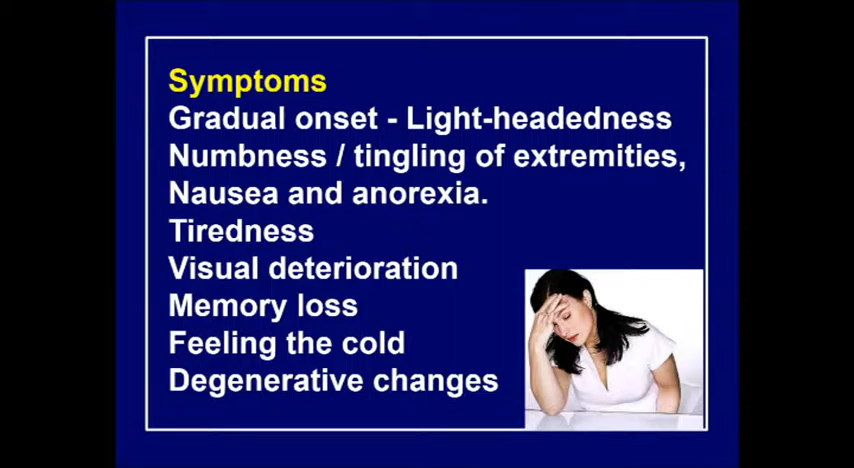 Symptoms
Gradual onset - Light-headedness
Numbness / tingling of extremities,
Nausea and anorexia.
Tiredness
Visual deterioration
Memory loss
Feeling the cold
Degenerative changes